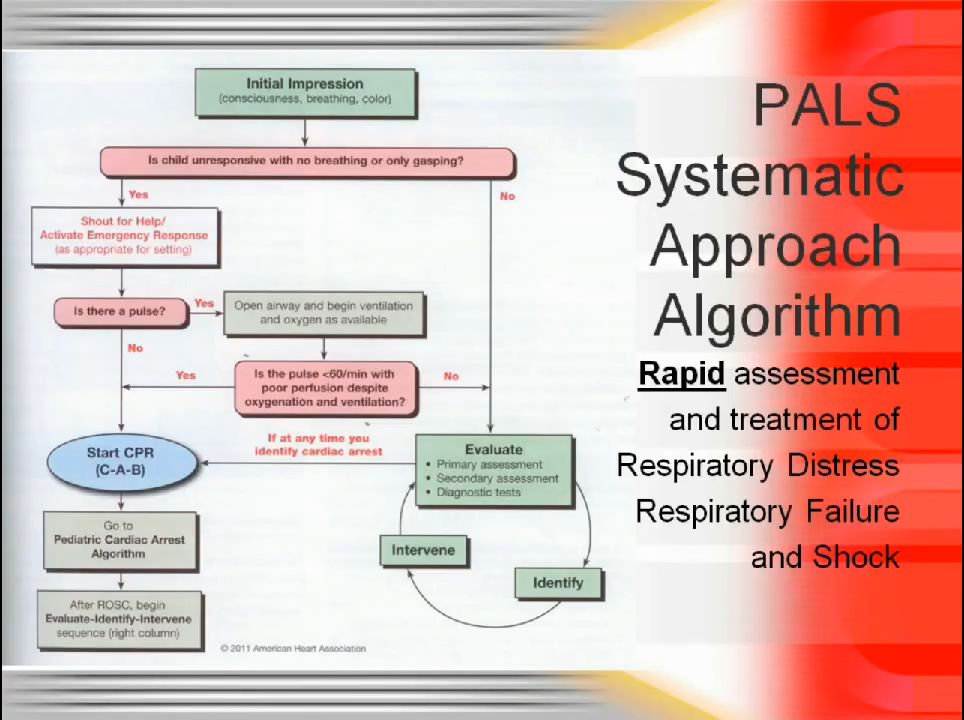 PALS
Systematic
Approach
Algorithm
Rapid assessment
and treatment of
Respiratory Distress
Respiratory Failure
and Shock
Initial Impression
(consciousness, breathing, color)
Is child unresponsive with no breathing or only gasping?
Yes
No
Shout for Help/
Activate Emergency Response
(as appropriate for setting)
Is there a pulse?
Yes
Open airway and begin ventilation
and oxygen as available
No
Is the pulse <60/min with
poor perfusion despite
oxygenation and ventilation?
Yes
No
If at any time you
identify cardiac arrest
Start CPR
(C-A-B)
Evaluate
• Primary assessment
• Secondary assessment
• Diagnostic tests
Go to
Pediatric Cardiac Arrest
Algorithm
Intervene
Identify
After ROSC, begin
Evaluate-Identify-Intervene
sequence (right column)
© 2011 American Heart Association